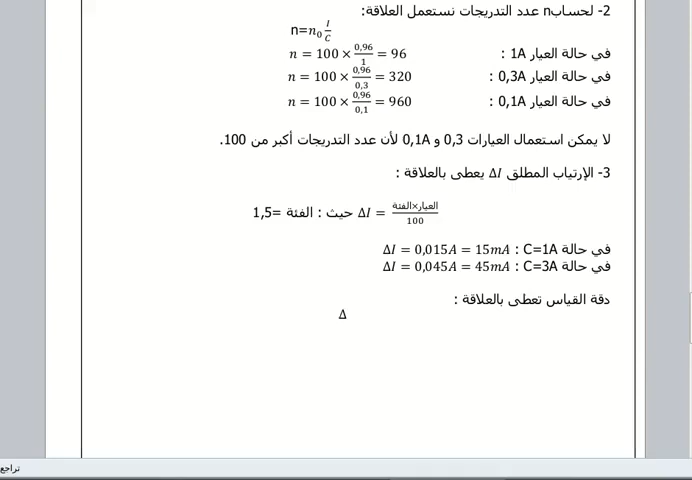 2- لحسابn عدد التدريجات نستعمل العلاقة:
n=n₀ I/C
في حالة العيار 1A : n = 100 × 0,96/1 = 96
في حالة العيار 0,3A : n = 100 × 0,96/0,3 = 320
في حالة العيار 0,1A : n = 100 × 0,96/0,1 = 960
لا يمكن استعمال العيارات 0,3 و 0,1A لأن عدد التدريجات أكبر من 100.
3- الإرتياب المطلق ΔI يعطى بالعلاقة :
ΔI = العيار×الفئة/100 حيث : الفئة =1,5
في حالة C=1A : ΔI = 0,015A = 15mA
في حالة C=3A : ΔI = 0,045A = 45mA
دقة القياس تعطى بالعلاقة :
Δ
تراجع